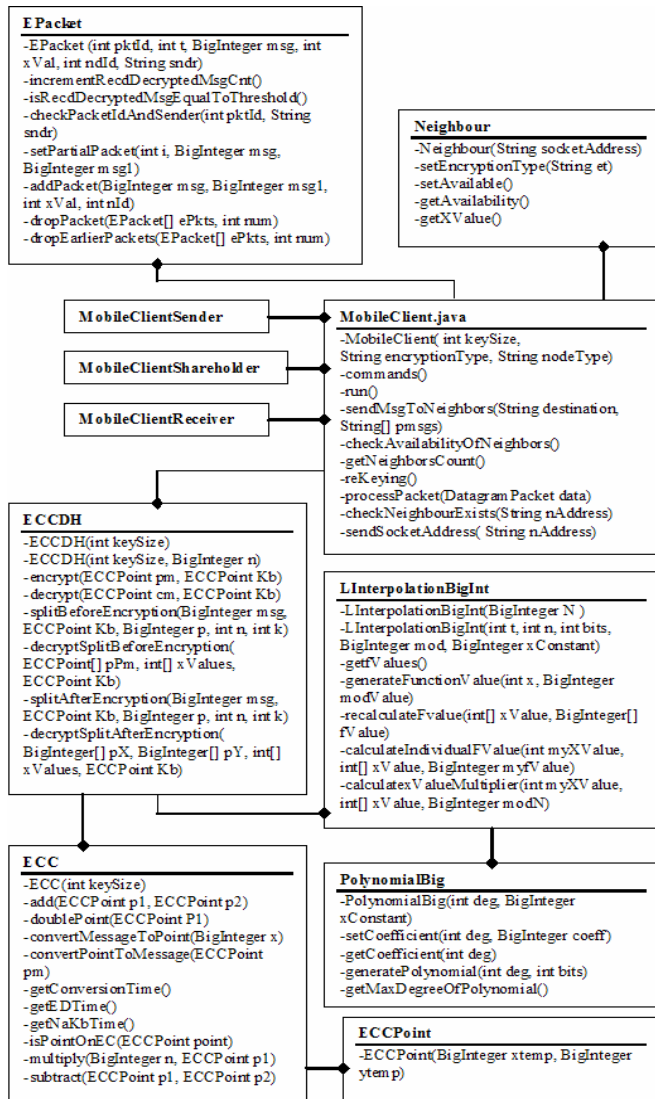 EPacket
-EPacket (int pktId, int t, BigInteger msg, int
xVal, int ndId, String sndr)
-incrementRecdDecryptedMsgCnt()
-isRecdDecryptedMsgEqualToThreshold()
-checkPacketIdAndSender(int pktId, String
sndr)
-setPartialPacket(int i, BigInteger msg,
BigInteger msg1)
-addPacket(BigInteger msg, BigInteger msg1,
int xVal, int nId)
-dropPacket(EPacket[] ePkts, int num)
-dropEarlierPackets(EPacket[] ePkts, int num)
Neighbour
-Neighbour(String socketAddress)
-setEncryptionType(String et)
-setAvailable()
-getAvailability()
-getXValue()
MobileClientSender
MobileClientShareholder
MobileClientReceiver
MobileClient.java
-MobileClient( int keySize,
String encryptionType, String nodeType)
-commands()
-run()
-sendMsgToNeighbors(String destination,
String[] pmsgs)
-checkAvailabilityOfNeighbors()
-getNeighborsCount()
-reKeying()
-processPacket(Datagram Packet data)
-checkNeighbourExists(String nAddress)
-sendSocketAddress( String nAddress)
ECCDH
-ECCDH(int keySize)
-ECCDH(int keySize, BigInteger n)
-encrypt(ECCPoint pm, ECCPoint Kb)
-decrypt(ECCPoint cm, ECCPoint Kb)
-splitBeforeEncryption(BigInteger msg,
ECCPoint Kb, BigInteger p, int n, int k)
-decryptSplitBeforeEncryption(
ECCPoint[] pPm, int[] xValues,
ECCPoint Kb)
-splitAfterEncryption(BigInteger msg,
ECCPoint Kb, BigInteger p, int n, int k)
-decryptSplitAfterEncryption(
BigInteger[] pX, BigInteger[] pY, int[]
xValues, ECCPoint Kb)
LInterpolationBigInt
-LInterpolationBigInt(BigInteger N )
-LInterpolationBigInt(int t, int n, int bits,
BigInteger mod, BigInteger xConstant)
-getfValues()
-generateFunctionValue(int x, BigInteger
modValue)
-recalculateFvalue(int[] xValue, BigInteger[]
fValue)
-calculateIndividualFValue(int myXValue,
int[] xValue, BigInteger myfValue)
-calculatexValueMultiplier(int myXValue,
int[] xValue, BigInteger modN)
ECC
-ECC(int keySize)
-add(ECCPoint p1, ECCPoint p2)
-doublePoint(ECCPoint P1)
-convertMessageToPoint(BigInteger x)
-convertPointToMessage(ECCPoint
pm)
-getConversionTime()
-getEDTime()
-getNaKbTime()
-isPointOnEC(ECCPoint point)
-multiply(BigInteger n, ECCPoint p1)
-subtract(ECCPoint p1, ECCPoint p2)
PolynomialBig
-PolynomialBig(int deg, BigInteger
xConstant)
-setCoefficient(int deg, BigInteger coeff)
-getCoefficient(int deg)
-generatePolynomial(int deg, int bits)
-getMaxDegreeOfPolynomial()
ECCPoint
-ECCPoint(BigInteger xtemp, BigInteger
ytemp)